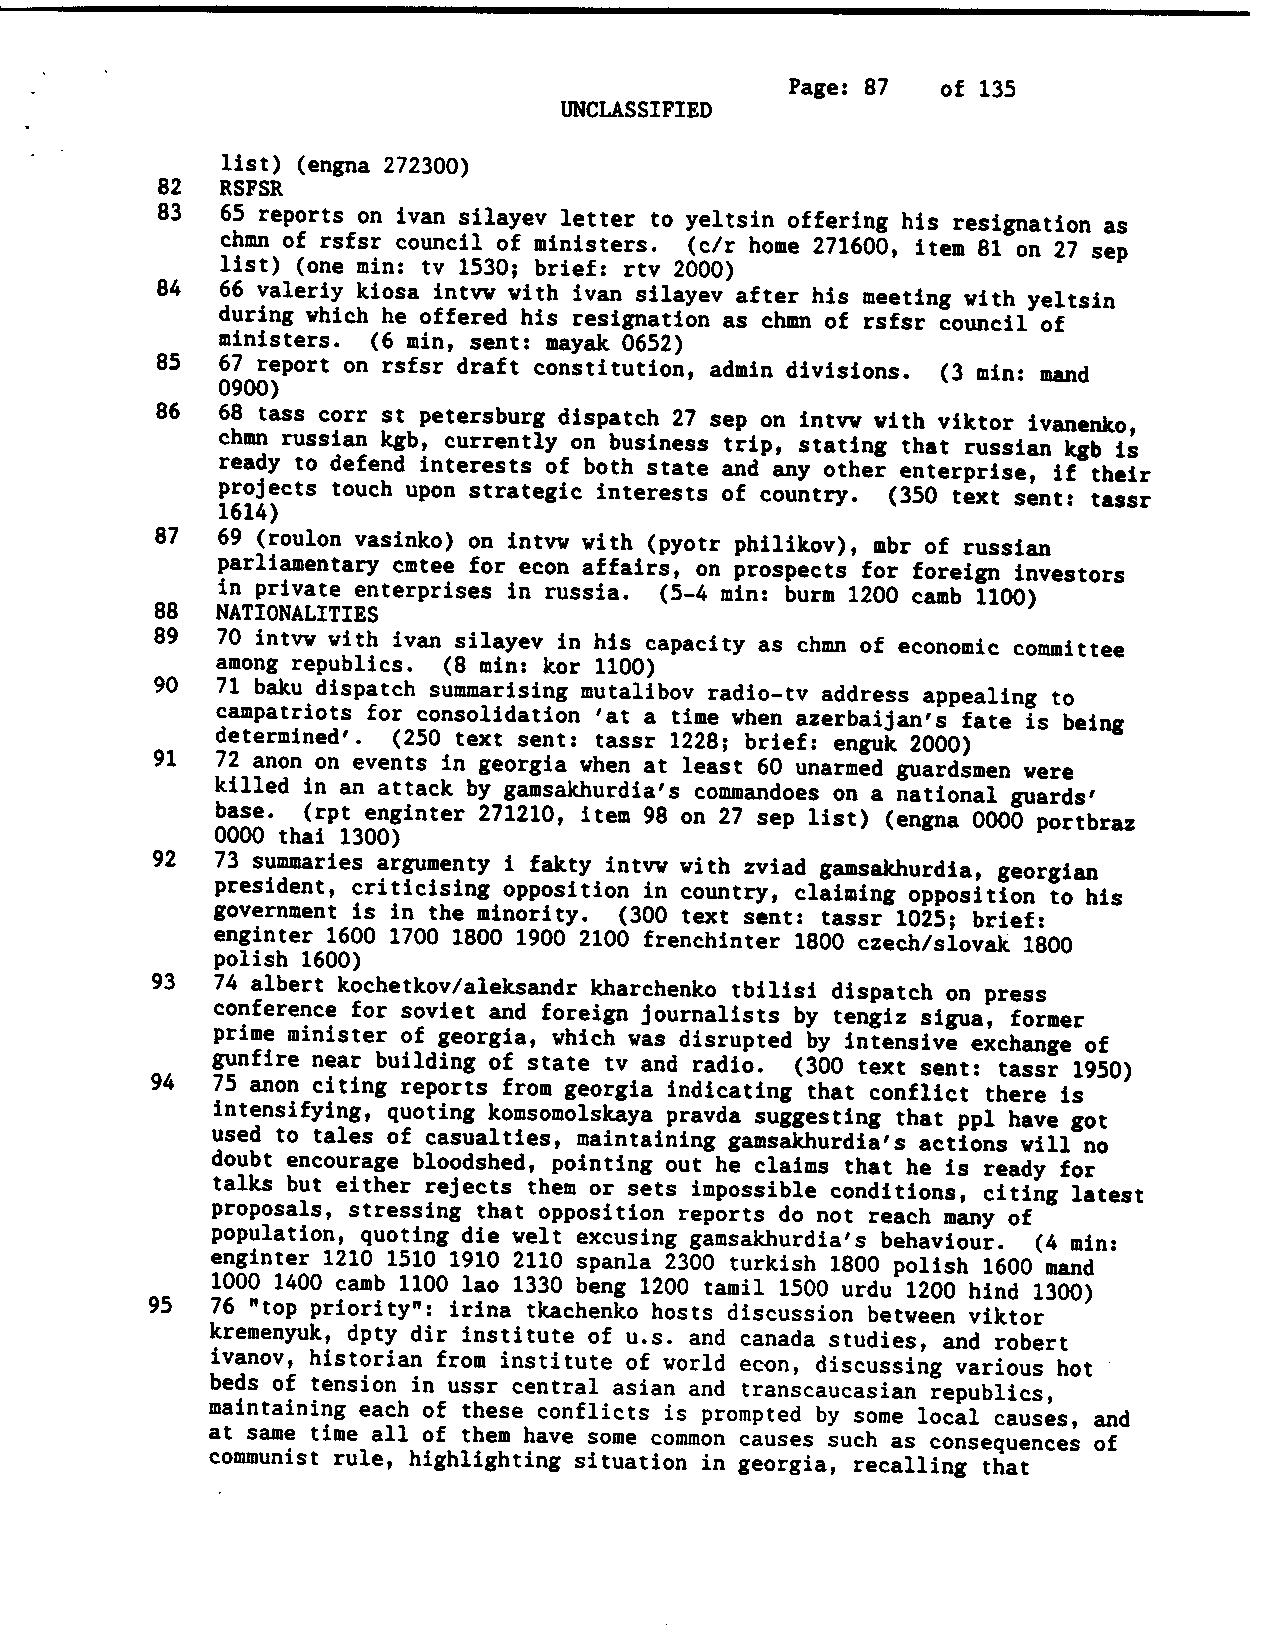 Page: 87 of 135
UNCLASSIFIED
list) (engna 272300)
82 RSFSR
83 65 reports on ivan silayev letter to yeltsin offering his resignation as
chmn of rsfsr council of ministers. (c/r home 271600, item 81 on 27 sep
list) (one min: tv 1530; brief: rtv 2000)
84 66 valeriy kiosa intvw with ivan silayev after his meeting with yeltsin
during which he offered his resignation as chmn of rsfsr council of
ministers. (6 min, sent: mayak 0652)
85 67 report on rsfsr draft constitution, admin divisions. (3 min: mand
0900)
86 68 tass corr st petersburg dispatch 27 sep on intvw with viktor ivanenko,
chmn russian kgb, currently on business trip, stating that russian kgb is
ready to defend interests of both state and any other enterprise, if their
projects touch upon strategic interests of country. (350 text sent: tassr
1614)
87 69 (roulon vasinko) on intvw with (pyotr philikov), mbr of russian
parliamentary cmtee for econ affairs, on prospects for foreign investors
in private enterprises in russia. (5-4 min: burm 1200 camb 1100)
88 NATIONALITIES
89 70 intvw with ivan silayev in his capacity as chmn of economic committee
among republics. (8 min: kor 1100)
90 71 baku dispatch summarising mutalibov radio-tv address appealing to
campatriots for consolidation 'at a time when azerbaijan's fate is being
determined'. (250 text sent: tassr 1228; brief: enguk 2000)
91 72 anon on events in georgia when at least 60 unarmed guardsmen were
killed in an attack by gamsakhurdia's commandoes on a national guards'
base. (rpt enginter 271210, item 98 on 27 sep list) (engna 0000 portbraz
0000 thai 1300)
92 73 summaries argumenty i fakty intvw with zviad gamsakhurdia, georgian
president, criticising opposition in country, claiming opposition to his
government is in the minority. (300 text sent: tassr 1025; brief:
enginter 1600 1700 1800 1900 2100 frenchinter 1800 czech/slovak 1800
polish 1600)
93 74 albert kochetkov/aleksandr kharchenko tbilisi dispatch on press
conference for soviet and foreign journalists by tengiz sigua, former
prime minister of georgia, which was disrupted by intensive exchange of
gunfire near building of state tv and radio. (300 text sent: tassr 1950)
94 75 anon citing reports from georgia indicating that conflict there is
intensifying, quoting komsomolskaya pravda suggesting that ppl have got
used to tales of casualties, maintaining gamsakhurdia's actions will no
doubt encourage bloodshed, pointing out he claims that he is ready for
talks but either rejects them or sets impossible conditions, citing latest
proposals, stressing that opposition reports do not reach many of
population, quoting die welt excusing gamsakhurdia's behaviour. (4 min:
enginter 1210 1510 1910 2110 spanla 2300 turkish 1800 polish 1600 mand
1000 1400 camb 1100 lao 1330 beng 1200 tamil 1500 urdu 1200 hind 1300)
95 76 "top priority": irina tkachenko hosts discussion between viktor
kremenyuk, dpty dir institute of u.s. and canada studies, and robert
ivanov, historian from institute of world econ, discussing various hot
beds of tension in ussr central asian and transcaucasian republics,
maintaining each of these conflicts is prompted by some local causes, and
at same time all of them have some common causes such as consequences of
communist rule, highlighting situation in georgia, recalling that